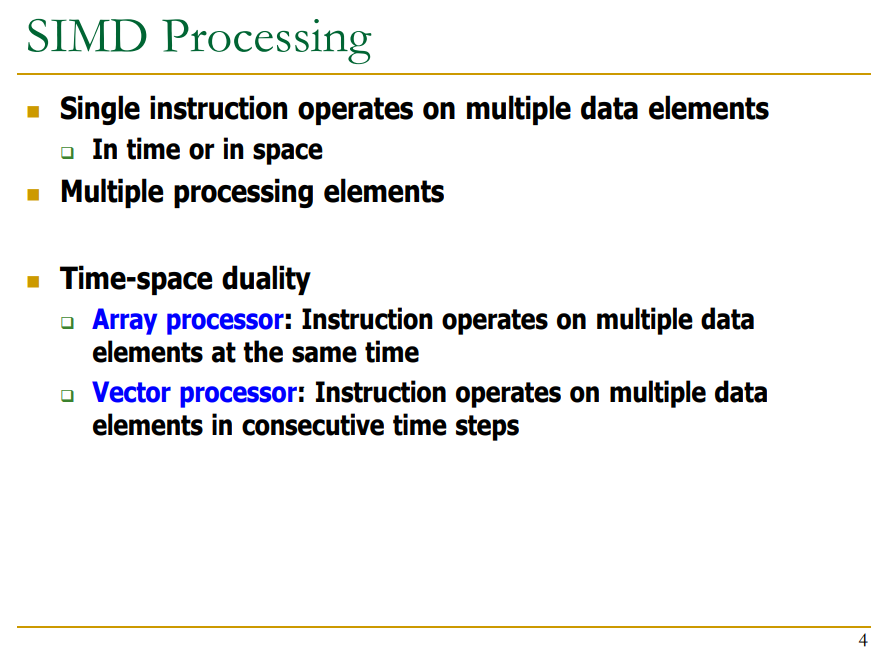 SIMD Processing
Single instruction operates on multiple data elements
In time or in space
Multiple processing elements
Time-space duality
Array processor: Instruction operates on multiple data
elements at the same time
Vector processor: Instruction operates on multiple data
elements in consecutive time steps
4